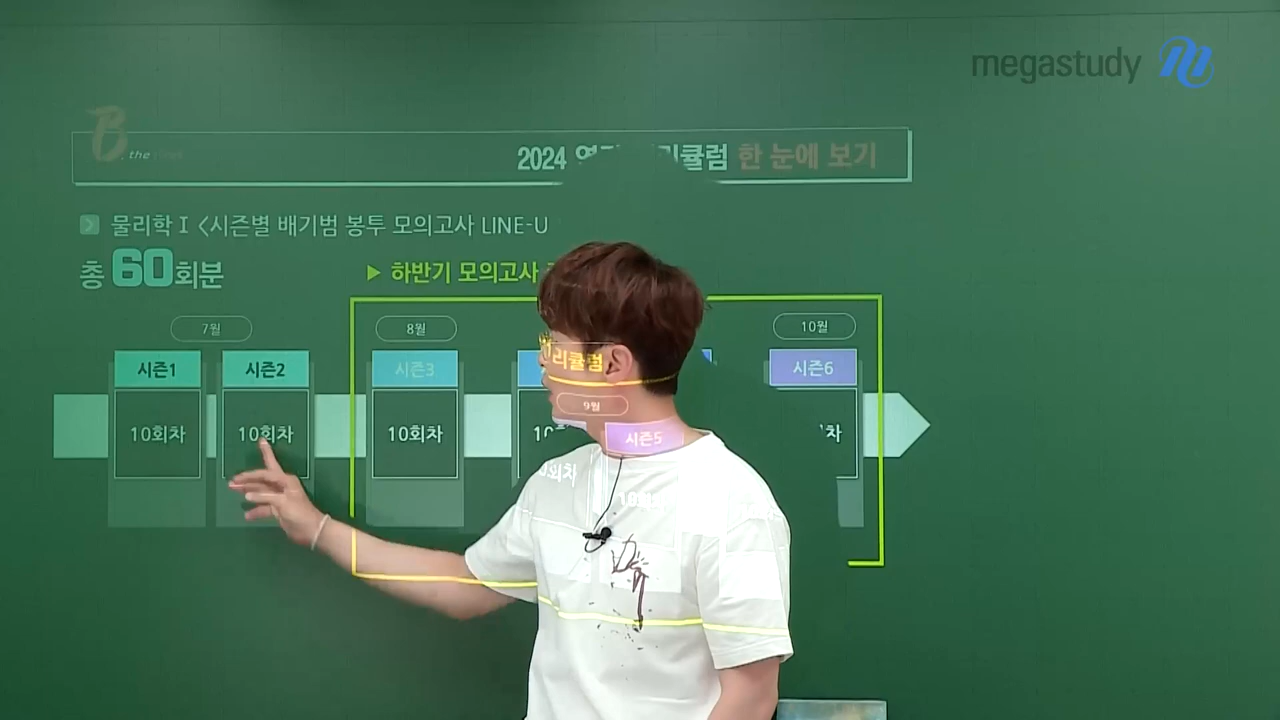 megastudy
B
the
2024 커리큘럼 한 눈에 보기
물리학 I <시즌별 배기범 봉투 모의고사 LINE-U
총 60회분
▶ 하반기 모의고사
7월 8월 10월
시즌1 시즌2 시즌3 시즌6
리큘럼
9월
시즌5
10회차 10회차 10회차